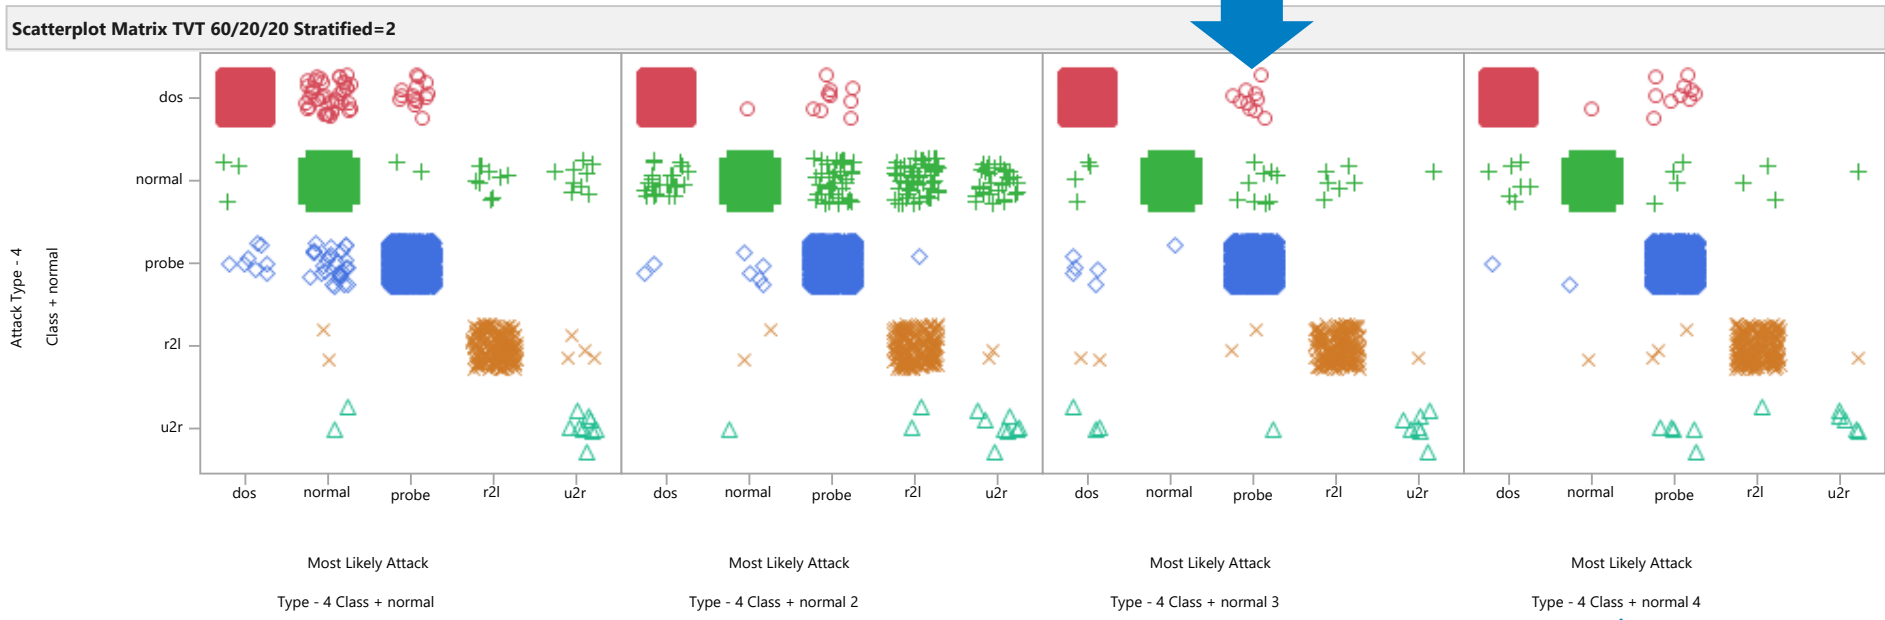 Scatterplot Matrix TVT 60/20/20 Stratified=2
Attack Type - 4
Class + normal
dos
normal
probe
r2l
u2r
dos normal probe r2l u2r dos normal probe r2l u2r dos normal probe r2l u2r dos normal probe r2l u2r
Most Likely Attack Most Likely Attack Most Likely Attack Most Likely Attack
Type - 4 Class + normal Type - 4 Class + normal 2 Type - 4 Class + normal 3 Type - 4 Class + normal 4